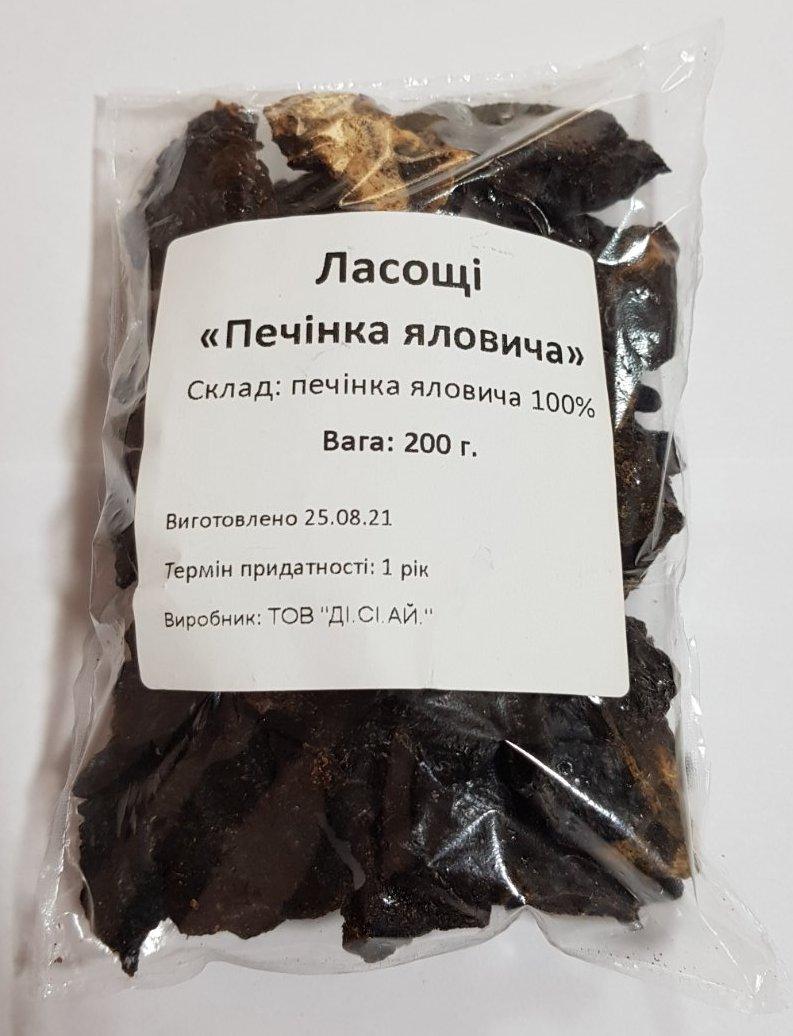 Ласощі
«Печінка яловича»
Склад: печінка яловича 100%
Вага: 200 г.
Виготовлено 25.08.21
Термін придатності: 1 рік
Виробник: ТОВ "ДІ.СІ.АЙ."